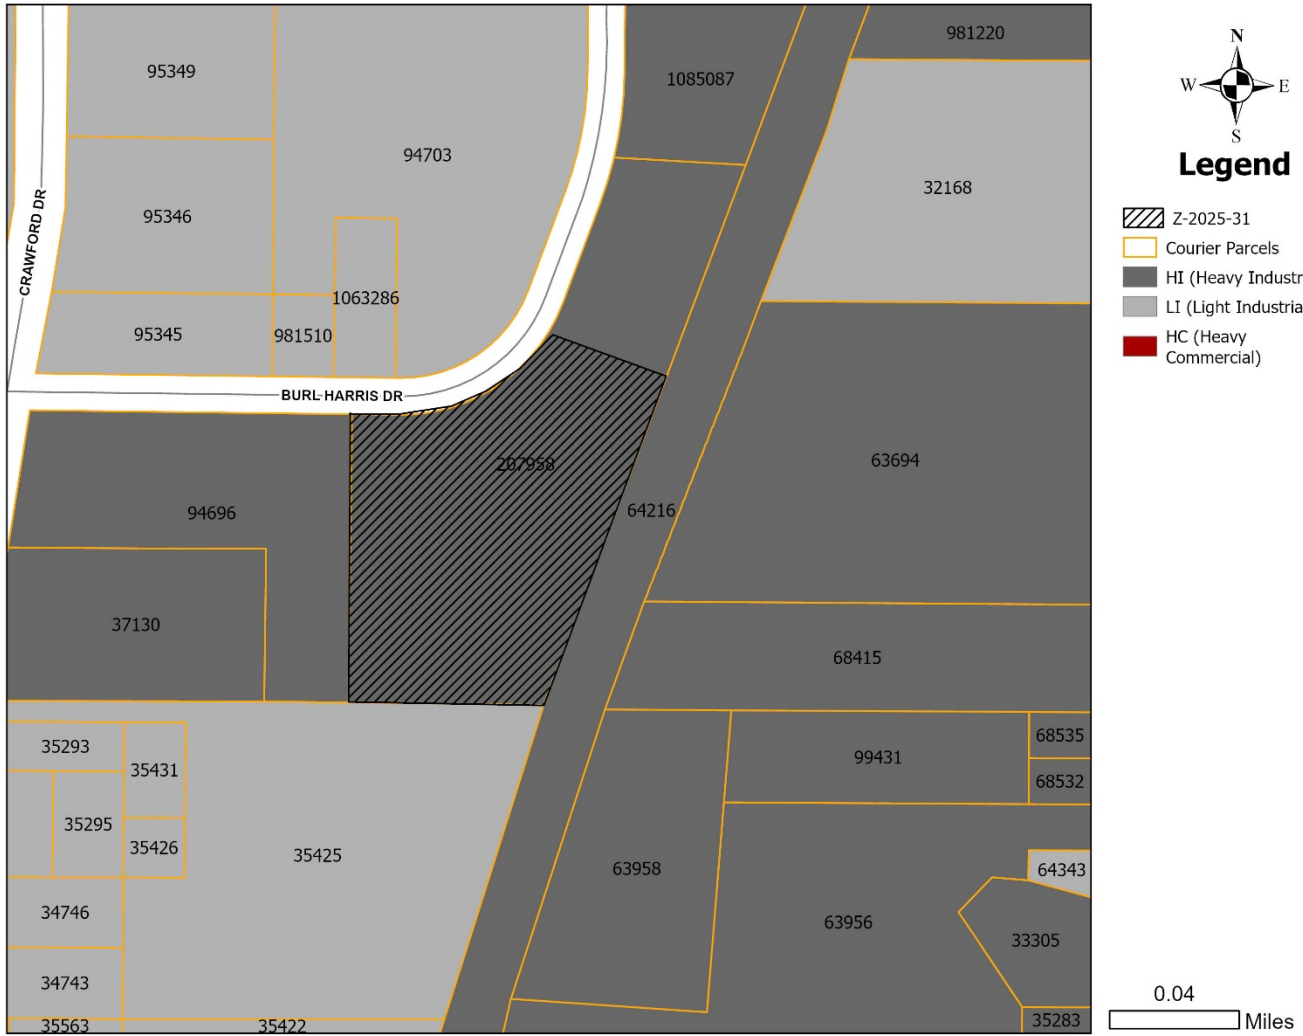 981220
95349
1085087
94703
32168
95346
CRAWFORD DR
1063286
95345
981510
BURL HARRIS DR
207958
63694
94696
64216
37130
68415
35293
68535
99431
35431
68532
35295
35426
35425
63958
64343
34746
63956
33305
34743
35563
35422
35283
N
W
E
S
Legend
Z-2025-31
Courier Parcels
HI (Heavy Industr
LI (Light Industria
HC (Heavy
Commercial)
0.04
Miles